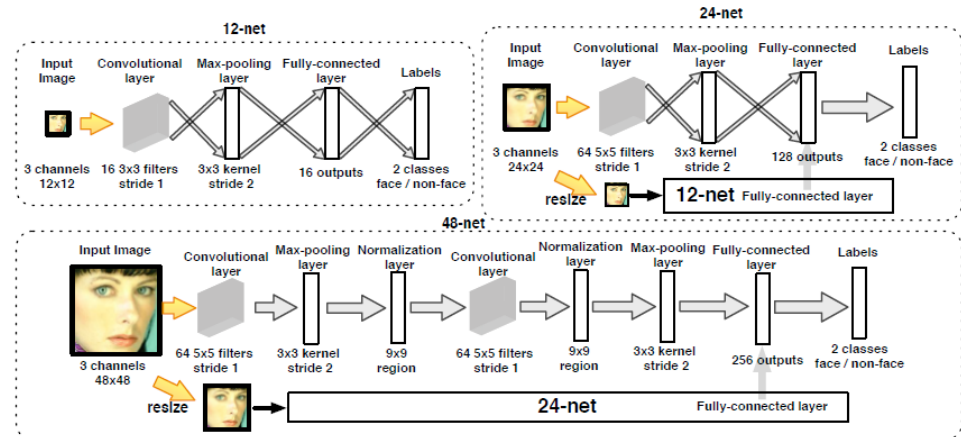 12-net
Input Image
Convolutional layer
Max-pooling layer
Fully-connected layer
Labels
3 channels 12x12
16 3x3 filters stride 1
3x3 kernel stride 2
16 outputs
2 classes face / non-face
24-net
Input Image
Convolutional layer
Max-pooling layer
Fully-connected layer
Labels
3 channels 24x24
64 5x5 filters stride 1
3x3 kernel stride 2
128 outputs
2 classes face / non-face
resize
12-net Fully-connected layer
48-net
Input Image
Convolutional layer
Max-pooling layer
Normalization layer
Convolutional layer
Normalization layer
Max-pooling layer
Fully-connected layer
Labels
3 channels 48x48
64 5x5 filters stride 1
3x3 kernel stride 2
9x9 region
64 5x5 filters stride 1
9x9 region
3x3 kernel stride 2
256 outputs
2 classes face / non-face
resize
24-net Fully-connected layer